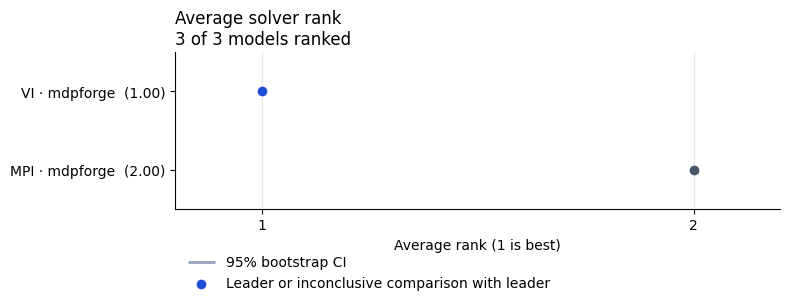 Average solver rank
3 of 3 models ranked
VI · mdpforge (1.00)
MPI · mdpforge (2.00)
1 2
Average rank (1 is best)
95% bootstrap CI
Leader or inconclusive comparison with leader